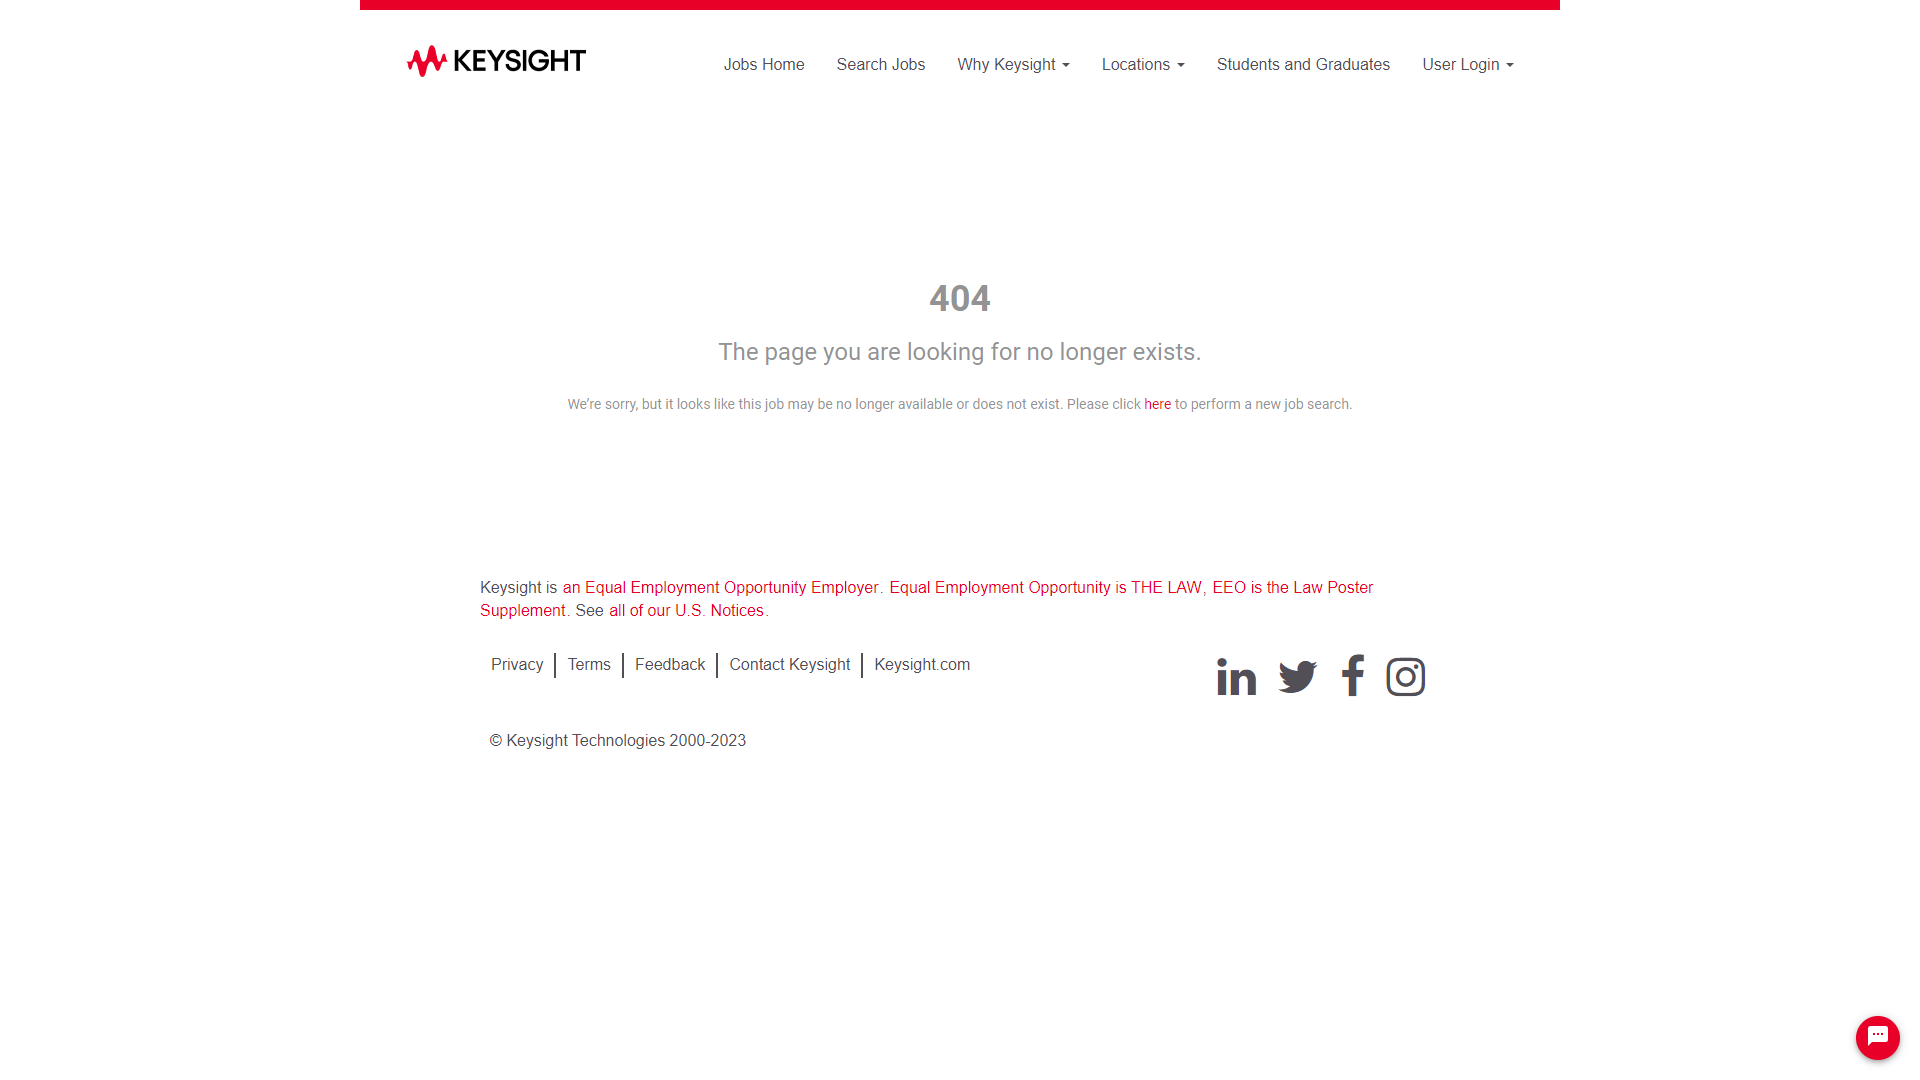 KEYSIGHT
Jobs Home Search Jobs Why Keysight Locations Students and Graduates User Login
404
The page you are looking for no longer exists.
We’re sorry, but it looks like this job may be no longer available or does not exist. Please click here to perform a new job search.
Keysight is an Equal Employment Opportunity Employer. Equal Employment Opportunity is THE LAW, EEO is the Law Poster
Supplement. See all of our U.S. Notices.
Privacy Terms Feedback Contact Keysight Keysight.com
© Keysight Technologies 2000-2023